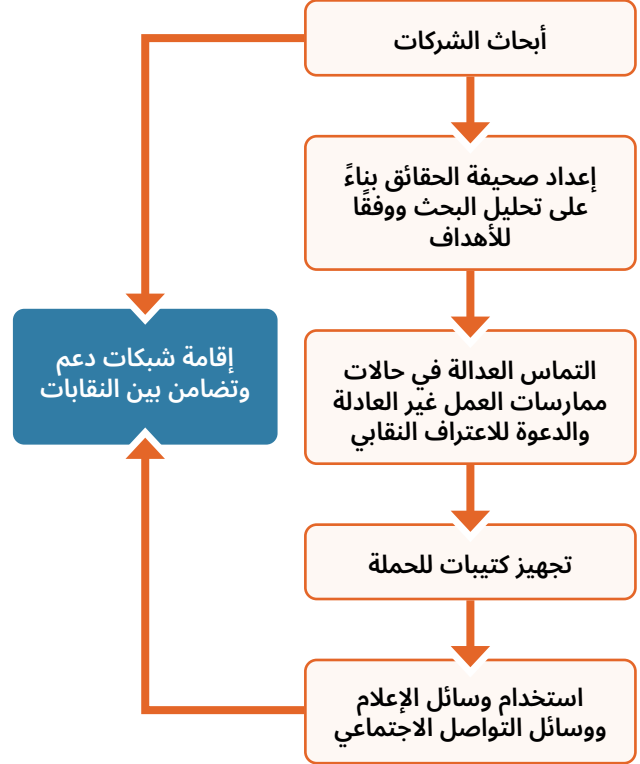 أبحاث الشركات
إعداد صحيفة الحقائق بناءً
على تحليل البحث ووفقًا
للأهداف
التماس العدالة في حالات
ممارسات العمل غير العادلة
والدعوة للاعتراف النقابي
تجهيز كتيبات للحملة
استخدام وسائل الإعلام
ووسائل التواصل الاجتماعي
إقامة شبكات دعم
وتضامن بين النقابات